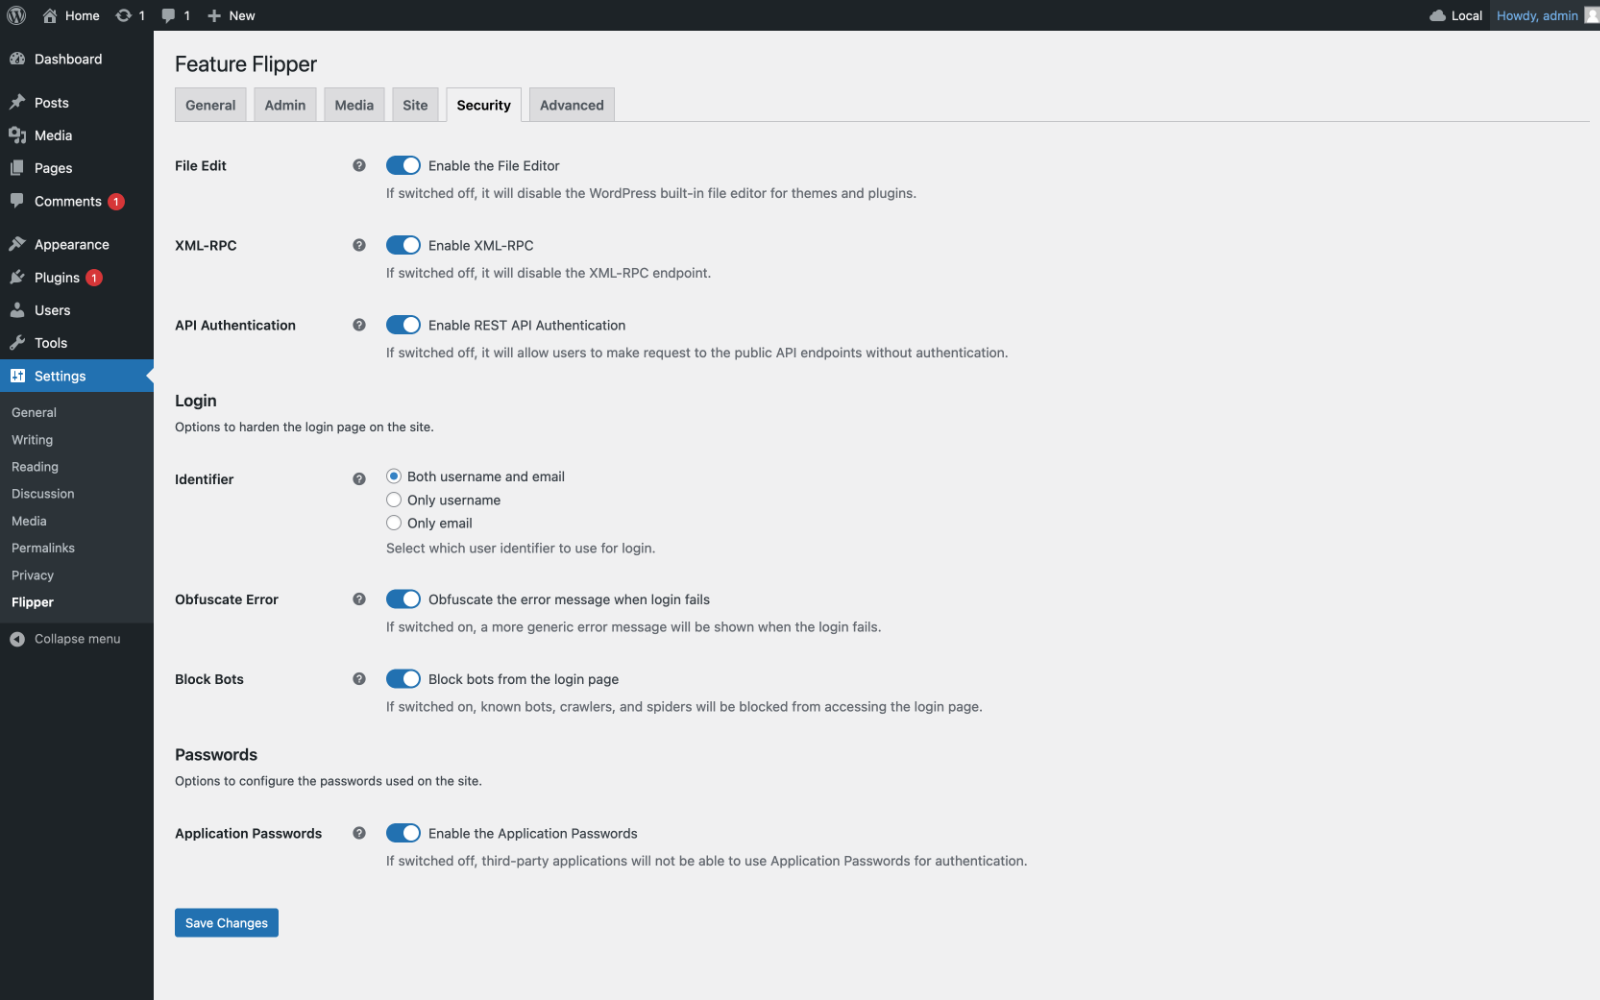 Home 1 1 New Local Howdy, admin
Dashboard
Posts
Media
Pages
Comments 1
Appearance
Plugins 1
Users
Tools
Settings
General
Writing
Reading
Discussion
Media
Permalinks
Privacy
Flipper
Collapse menu
Feature Flipper
General Admin Media Site Security Advanced
File Edit ? Enable the File Editor
If switched off, it will disable the WordPress built-in file editor for themes and plugins.
XML-RPC ? Enable XML-RPC
If switched off, it will disable the XML-RPC endpoint.
API Authentication ? Enable REST API Authentication
If switched off, it will allow users to make request to the public API endpoints without authentication.
Login
Options to harden the login page on the site.
Identifier ? Both username and email
Only username
Only email
Select which user identifier to use for login.
Obfuscate Error ? Obfuscate the error message when login fails
If switched on, a more generic error message will be shown when the login fails.
Block Bots ? Block bots from the login page
If switched on, known bots, crawlers, and spiders will be blocked from accessing the login page.
Passwords
Options to configure the passwords used on the site.
Application Passwords ? Enable the Application Passwords
If switched off, third-party applications will not be able to use Application Passwords for authentication.
Save Changes